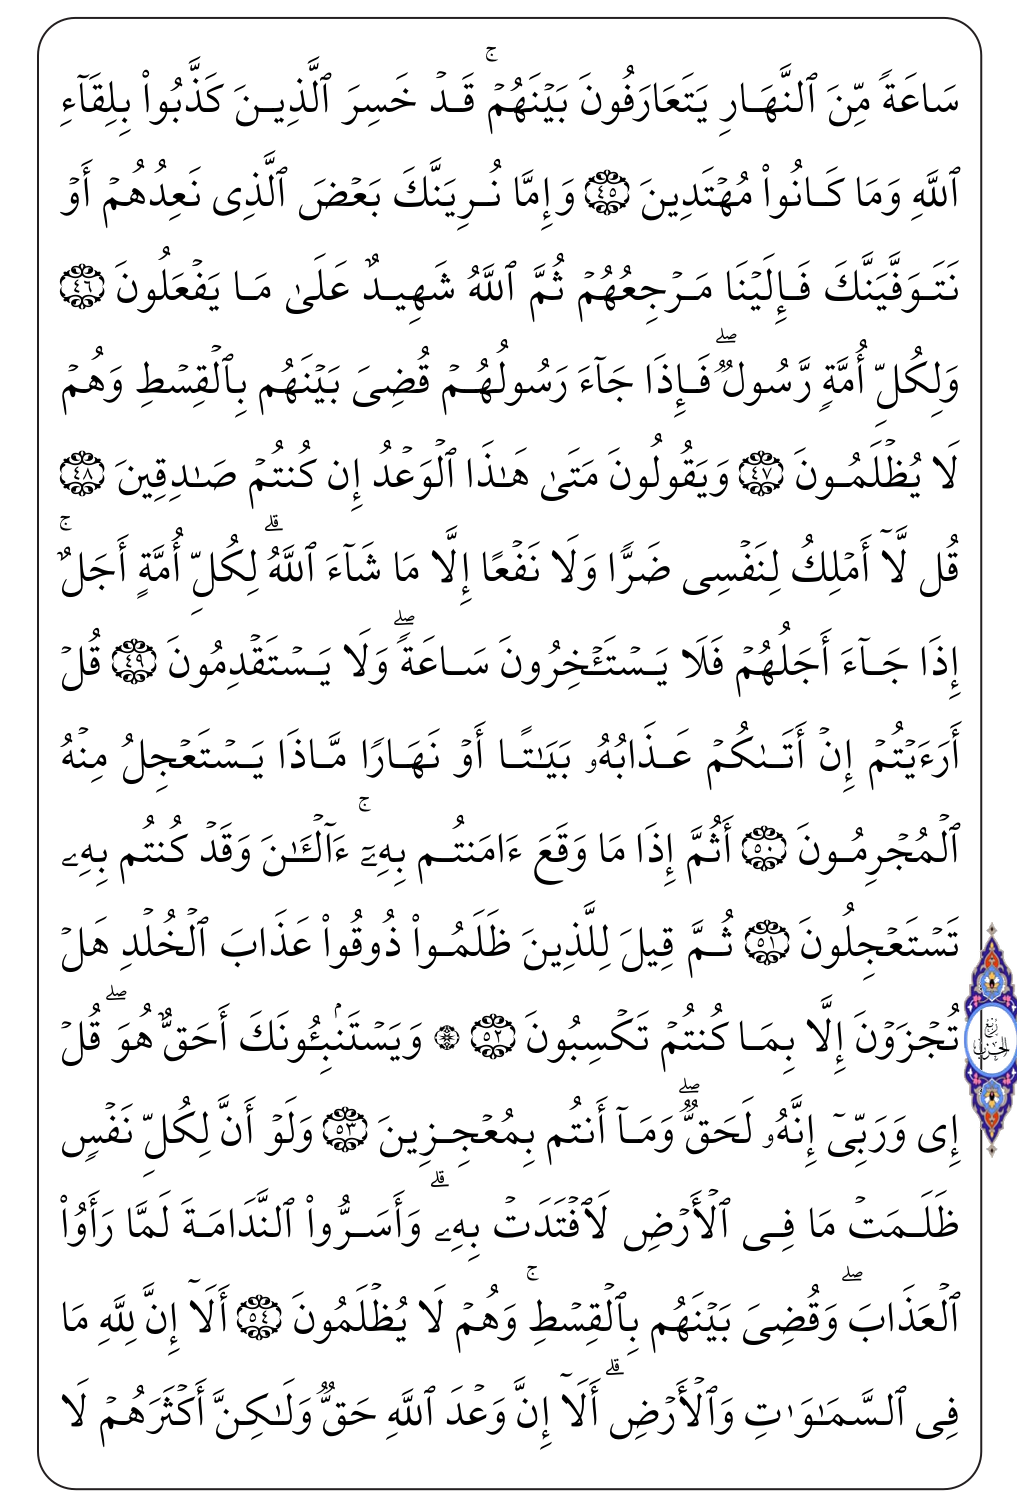 سَاعَةً مِّنَ ٱلنَّهَارِ يَتَعَارَفُونَ بَيْنَهُمْ ۚ قَدْ خَسِرَ ٱلَّذِينَ كَذَّبُوا۟ بِلِقَآءِ
ٱللَّهِ وَمَا كَانُوا۟ مُهْتَدِينَ ﴿٤٥﴾ وَإِمَّا نُرِيَنَّكَ بَعْضَ ٱلَّذِى نَعِدُهُمْ أَوْ
نَتَوَفَّيَنَّكَ فَإِلَيْنَا مَرْجِعُهُمْ ثُمَّ ٱللَّهُ شَهِيدٌ عَلَىٰ مَا يَفْعَلُونَ ﴿٤٦﴾
وَلِكُلِّ أُمَّةٍ رَّسُولٌ ۖ فَإِذَا جَآءَ رَسُولُهُمْ قُضِىَ بَيْنَهُم بِٱلْقِسْطِ وَهُمْ
لَا يُظْلَمُونَ ﴿٤٧﴾ وَيَقُولُونَ مَتَىٰ هَـٰذَا ٱلْوَعْدُ إِن كُنتُمْ صَـٰدِقِينَ ﴿٤٨﴾
قُل لَّآ أَمْلِكُ لِنَفْسِى ضَرًّا وَلَا نَفْعًا إِلَّا مَا شَآءَ ٱللَّهُ ۗ لِكُلِّ أُمَّةٍ أَجَلٌ ۚ
إِذَا جَآءَ أَجَلُهُمْ فَلَا يَسْتَـْٔخِرُونَ سَاعَةً ۖ وَلَا يَسْتَقْدِمُونَ ﴿٤٩﴾ قُلْ
أَرَءَيْتُمْ إِنْ أَتَىٰكُمْ عَذَابُهُۥ بَيَـٰتًا أَوْ نَهَارًا مَّاذَا يَسْتَعْجِلُ مِنْهُ
ٱلْمُجْرِمُونَ ﴿٥٠﴾ أَثُمَّ إِذَا مَا وَقَعَ ءَامَنتُم بِهِۦٓ ۚ ءَآلْـَٔـٰنَ وَقَدْ كُنتُم بِهِۦ
تَسْتَعْجِلُونَ ﴿٥١﴾ ثُمَّ قِيلَ لِلَّذِينَ ظَلَمُوا۟ ذُوقُوا۟ عَذَابَ ٱلْخُلْدِ هَلْ
تُجْزَوْنَ إِلَّا بِمَا كُنتُمْ تَكْسِبُونَ ﴿٥٢﴾ ۞ وَيَسْتَنۢبِـُٔونَكَ أَحَقٌّ هُوَ ۖ قُلْ
ربع الحزب
إِى وَرَبِّىٓ إِنَّهُۥ لَحَقٌّ ۖ وَمَآ أَنتُم بِمُعْجِزِينَ ﴿٥٣﴾ وَلَوْ أَنَّ لِكُلِّ نَفْسٍ
ظَلَمَتْ مَا فِى ٱلْأَرْضِ لَٱفْتَدَتْ بِهِۦ ۗ وَأَسَرُّوا۟ ٱلنَّدَامَةَ لَمَّا رَأَوُا۟
ٱلْعَذَابَ ۖ وَقُضِىَ بَيْنَهُم بِٱلْقِسْطِ ۚ وَهُمْ لَا يُظْلَمُونَ ﴿٥٤﴾ أَلَآ إِنَّ لِلَّهِ مَا
فِى ٱلسَّمَـٰوَٰتِ وَٱلْأَرْضِ ۗ أَلَآ إِنَّ وَعْدَ ٱللَّهِ حَقٌّ وَلَـٰكِنَّ أَكْثَرَهُمْ لَا